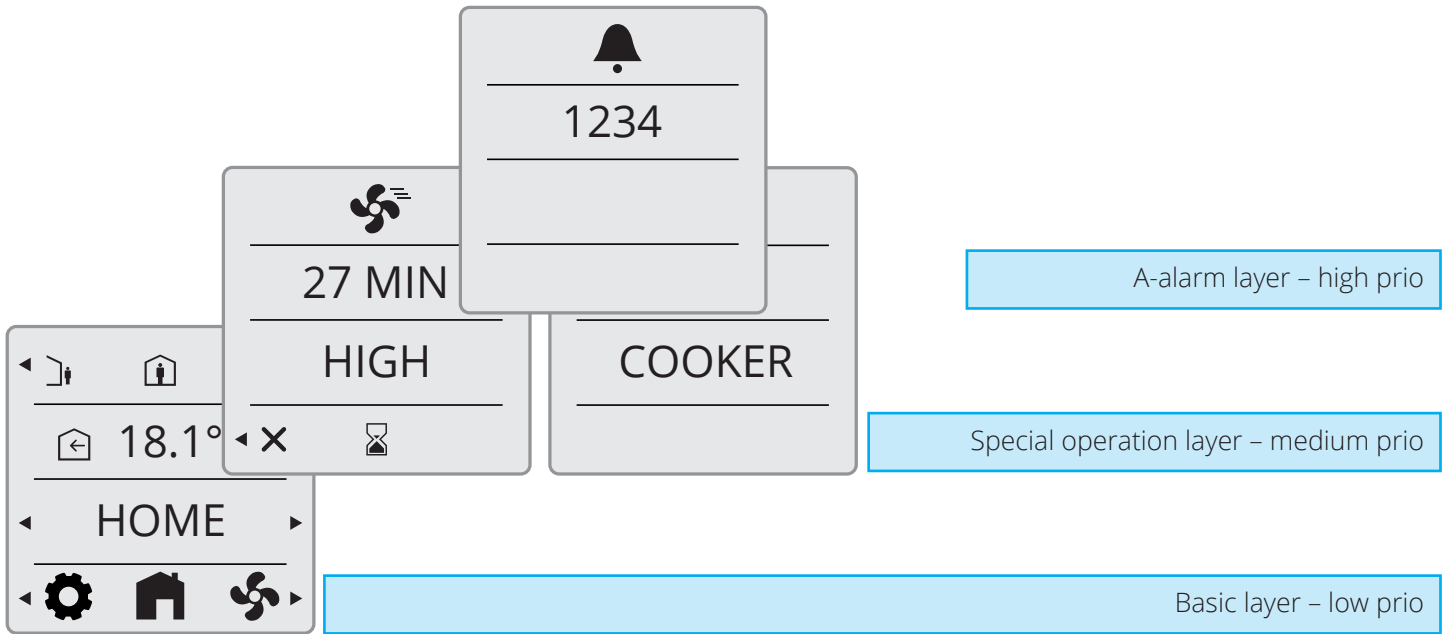 1234
27 MIN
HIGH
COOKER
A-alarm layer – high prio
18.1°
HOME
Special operation layer – medium prio
Basic layer – low prio